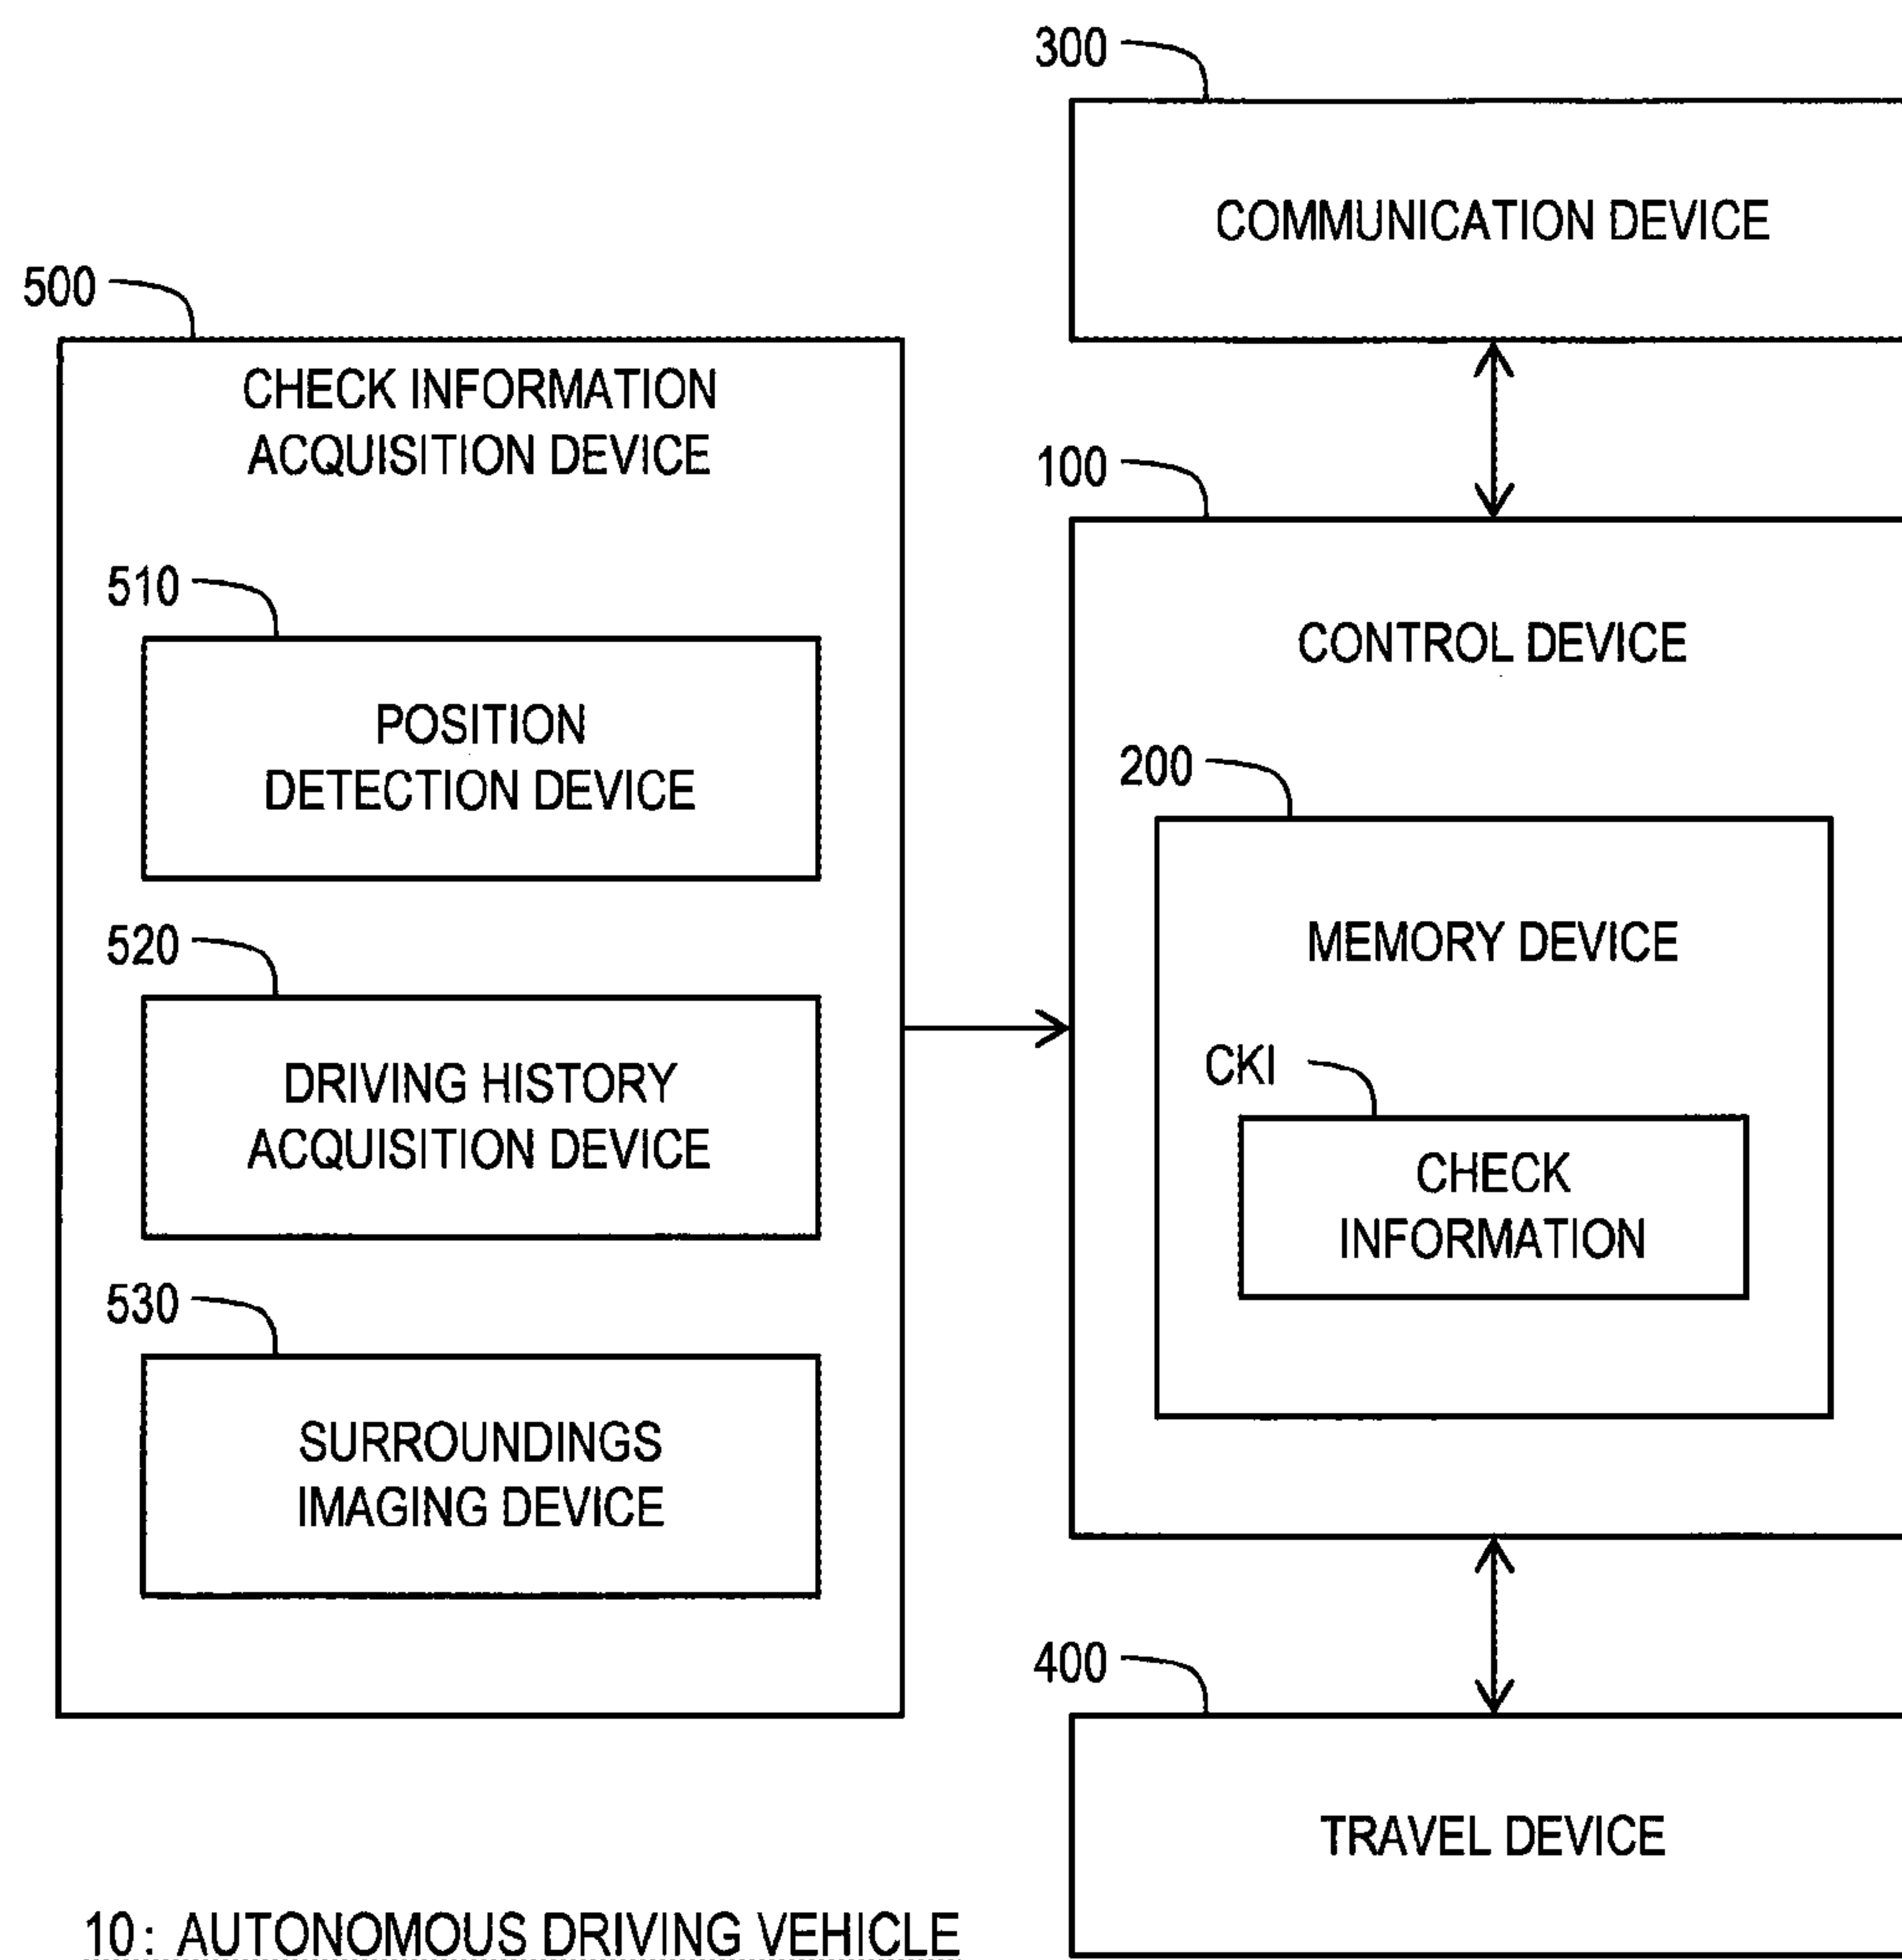 300
COMMUNICATION DEVICE
500
CHECK INFORMATION
ACQUISITION DEVICE
100
CONTROL DEVICE
510
POSITION
DETECTION DEVICE
200
MEMORY DEVICE
520
DRIVING HISTORY
ACQUISITION DEVICE
CKI
CHECK
INFORMATION
530
SURROUNDINGS
IMAGING DEVICE
400
TRAVEL DEVICE
10: AUTONOMOUS DRIVING VEHICLE